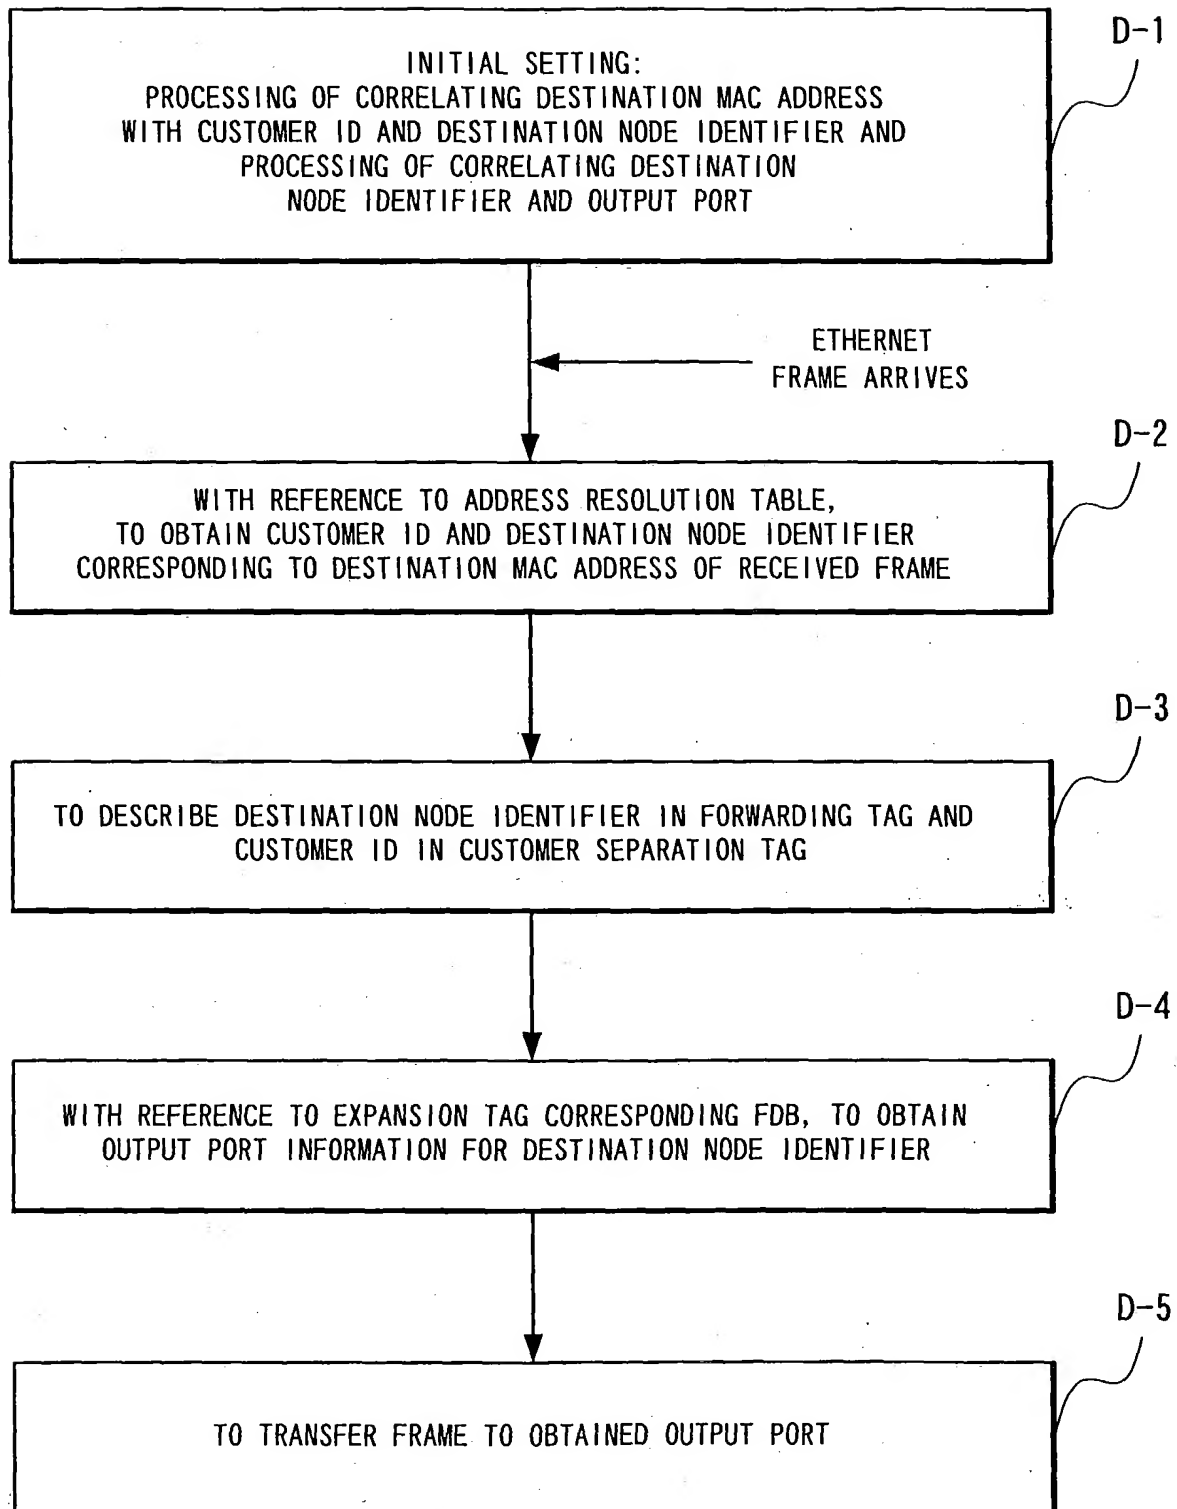 D-1
INITIAL SETTING:
PROCESSING OF CORRELATING DESTINATION MAC ADDRESS
WITH CUSTOMER ID AND DESTINATION NODE IDENTIFIER AND
PROCESSING OF CORRELATING DESTINATION
NODE IDENTIFIER AND OUTPUT PORT
ETHERNET
FRAME ARRIVES
D-2
WITH REFERENCE TO ADDRESS RESOLUTION TABLE,
TO OBTAIN CUSTOMER ID AND DESTINATION NODE IDENTIFIER
CORRESPONDING TO DESTINATION MAC ADDRESS OF RECEIVED FRAME
D-3
TO DESCRIBE DESTINATION NODE IDENTIFIER IN FORWARDING TAG AND
CUSTOMER ID IN CUSTOMER SEPARATION TAG
D-4
WITH REFERENCE TO EXPANSION TAG CORRESPONDING FDB, TO OBTAIN
OUTPUT PORT INFORMATION FOR DESTINATION NODE IDENTIFIER
D-5
TO TRANSFER FRAME TO OBTAINED OUTPUT PORT